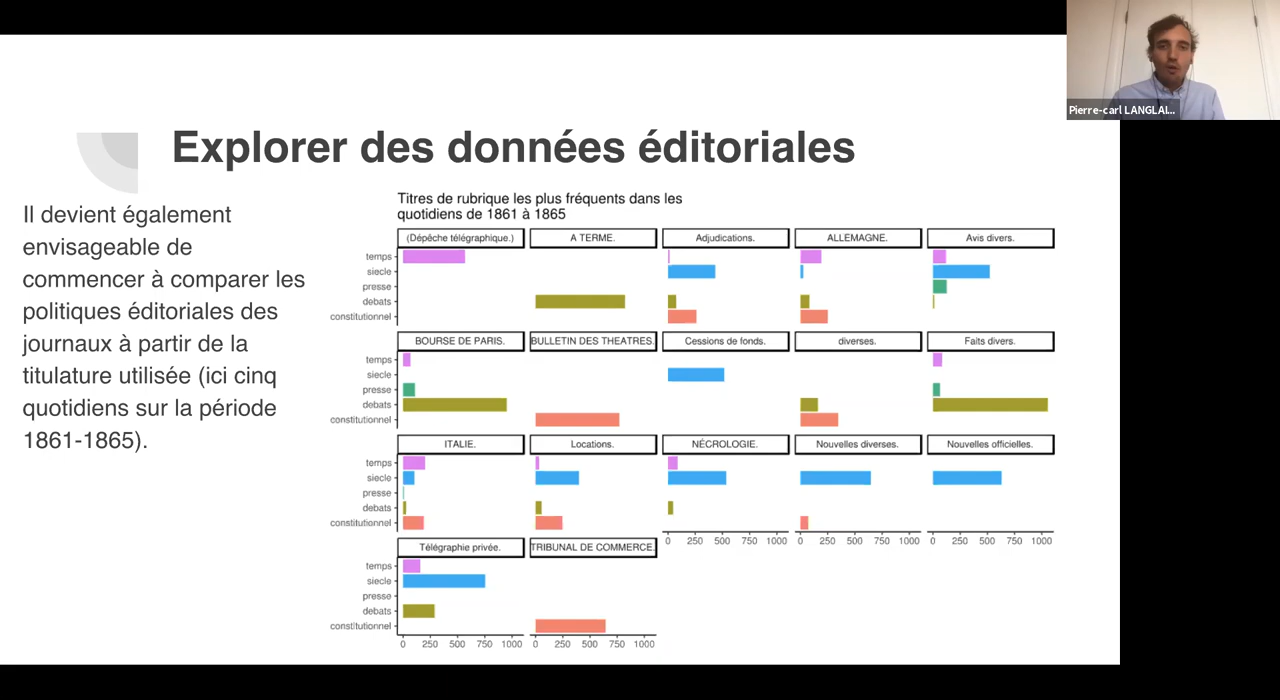 Pierre-carl LANGLAI...
Explorer des données éditoriales
Il devient également
envisageable de
commencer à comparer les
politiques éditoriales des
journaux à partir de la
titulature utilisée (ici cinq
quotidiens sur la période
1861-1865).
Titres de rubrique les plus fréquents dans les
quotidiens de 1861 à 1865
(Dépêche télégraphique.) A TERME. Adjudications. ALLEMAGNE. Avis divers.
temps
siecle
presse
debats
constitutionnel
BOURSE DE PARIS. BULLETIN DES THEATRES. Cessions de fonds. diverses. Faits divers.
temps
siecle
presse
debats
constitutionnel
ITALIE. Locations. NÉCROLOGIE. Nouvelles diverses. Nouvelles officielles.
temps
siecle
presse
debats
constitutionnel
0 250 500 750 1000 0 250 500 750 1000 0 250 500 750 1000
Télégraphie privée. TRIBUNAL DE COMMERCE.
temps
siecle
presse
debats
constitutionnel
0 250 500 750 1000 0 250 500 750 1000